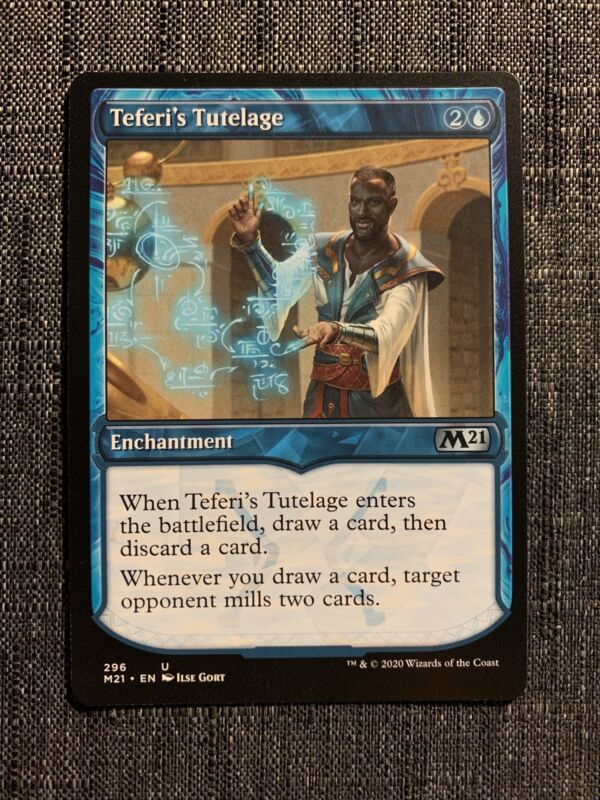 Teferi's Tutelage 2
Enchantment M21
When Teferi's Tutelage enters
the battlefield, draw a card, then
discard a card.
Whenever you draw a card, target
opponent mills two cards.
296 U
M21 • EN ILSE GORT
™ & © 2020 Wizards of the Coast